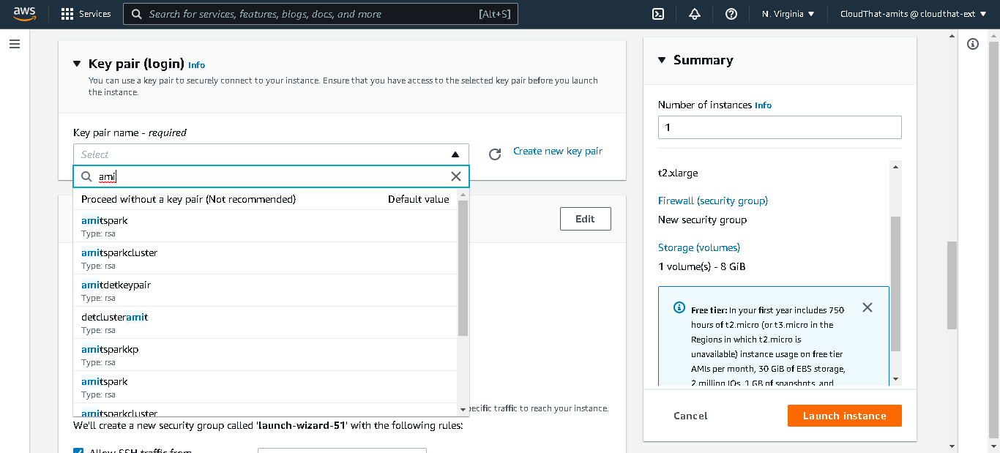 aws
Services
Search for services, features, blogs, docs, and more
[Alt+S]
N. Virginia
CloudThat-amits @ cloudthat-ext
Key pair (login) Info
You can use a key pair to securely connect to your instance. Ensure that you have access to the selected key pair before you launch
the instance.
Key pair name - required
Select
Create new key pair
ami
Proceed without a key pair (Not recommended) Default value
amitspark
Type: rsa
amitsparkcluster
Type: rsa
amitdetkeypair
Type: rsa
detclusteramit
Type: rsa
amitsparkkp
Type: rsa
amitspark
Type: rsa
amitsparkcluster
Edit
traffic to reach your instance.
We'll create a new security group called 'launch-wizard-51' with the following rules:
Allow SSH traffic from
Summary
Number of instances Info
1
t2.xlarge
Firewall (security group)
New security group
Storage (volumes)
1 volume(s) - 8 GiB
Free tier: In your first year includes 750
hours of t2.micro (or t3.micro in the
Regions in which t2.micro is
unavailable) instance usage on free tier
AMIs per month, 30 GiB of EBS storage,
2 million IOs, 1 GB of snapshots, and
Cancel
Launch instance